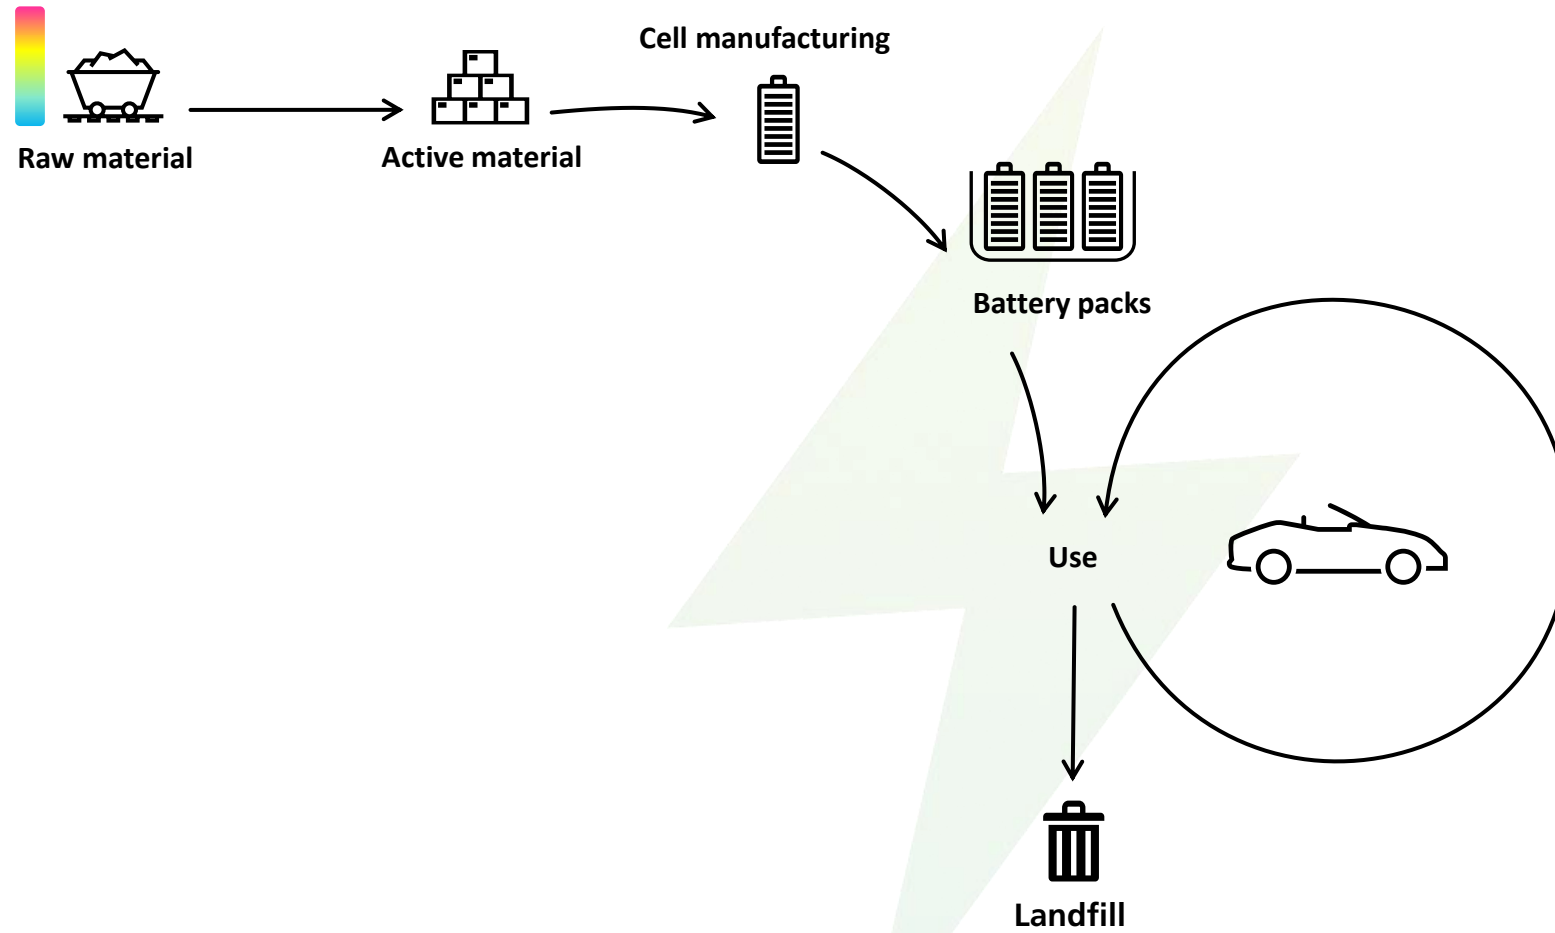 Cell manufacturing
Raw material
Active material
Battery packs
Use
Landfill